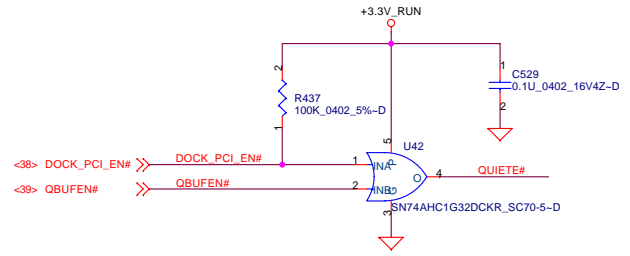 +3.3V_RUN
2
R437
100K_0402_5%~D
1
1
C529
0.1U_0402_16V4Z~D
2
5
U42
<38> DOCK_PCI_EN#
DOCK_PCI_EN#
1
INA
P
<39> QBUFEN#
QBUFEN#
2
INB
G
O
4
QUIETE#
3
SN74AHC1G32DCKR_SC70-5~D